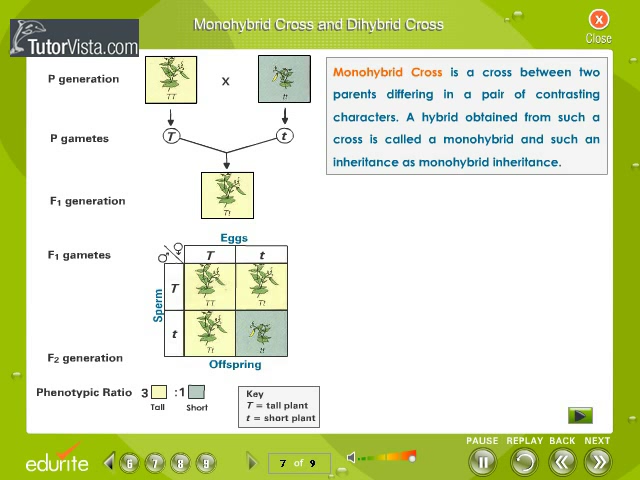 Monohybrid Cross and Dihybrid Cross
X
Close
TutorVista.com
P generation
TT
X
tt
Monohybrid Cross is a cross between two
parents differing in a pair of contrasting
characters. A hybrid obtained from such a
cross is called a monohybrid and such an
inheritance as monohybrid inheritance.
P gametes
T
t
F1 generation
Tt
Eggs
F1 gametes
♂ ♀
T
t
Sperm
T
TT
Tt
t
Tt
tt
F2 generation
Offspring
Phenotypic Ratio 3 :1
Tall
Short
Key
T = tall plant
t = short plant
PAUSE REPLAY BACK NEXT
edurite
6 7 8 9
7 of 9